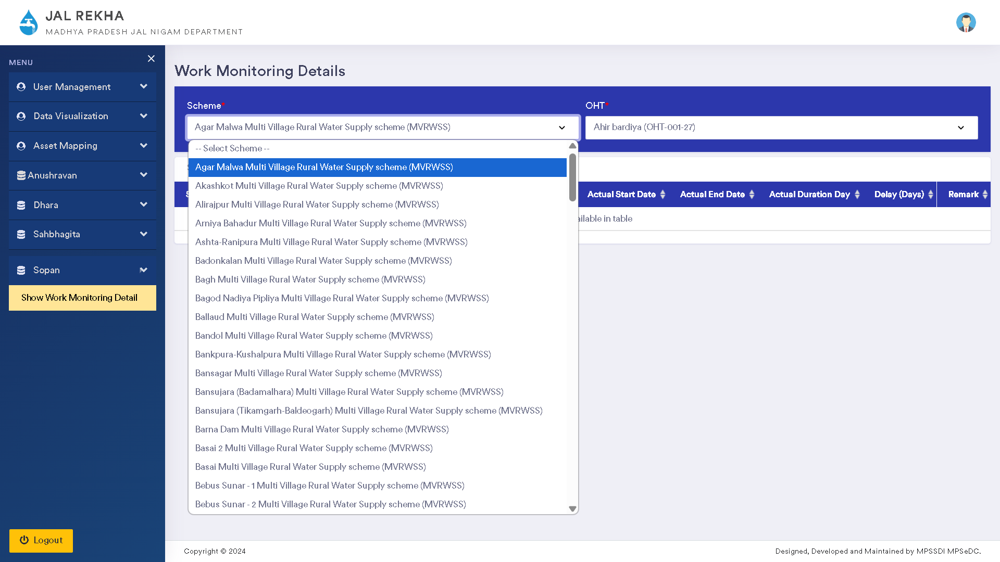 JAL REKHA
MADHYA PRADESH JAL NIGAM DEPARTMENT
MENU
User Management
Data Visualization
Asset Mapping
Anushravan
Dhara
Sahbhagita
Sopan
Show Work Monitoring Detail
Logout
Work Monitoring Details
Scheme*
Agar Malwa Multi Village Rural Water Supply scheme (MVRWSS)
OHT*
Ahir bardiya (OHT-001-27)
-- Select Scheme --
Agar Malwa Multi Village Rural Water Supply scheme (MVRWSS)
Akashkot Multi Village Rural Water Supply scheme (MVRWSS)
Alirajpur Multi Village Rural Water Supply scheme (MVRWSS)
Arniya Bahadur Multi Village Rural Water Supply scheme (MVRWSS)
Ashta-Ranipura Multi Village Rural Water Supply scheme (MVRWSS)
Badonkalan Multi Village Rural Water Supply scheme (MVRWSS)
Bagh Multi Village Rural Water Supply scheme (MVRWSS)
Bagod Nadiya Pipliya Multi Village Rural Water Supply scheme (MVRWSS)
Ballaud Multi Village Rural Water Supply scheme (MVRWSS)
Bandol Multi Village Rural Water Supply scheme (MVRWSS)
Bankpura-Kushalpura Multi Village Rural Water Supply scheme (MVRWSS)
Bansagar Multi Village Rural Water Supply scheme (MVRWSS)
Bansujara (Badamalhara) Multi Village Rural Water Supply scheme (MVRWSS)
Bansujara (Tikamgarh-Baldeogarh) Multi Village Rural Water Supply scheme (MVRWSS)
Barna Dam Multi Village Rural Water Supply scheme (MVRWSS)
Basai 2 Multi Village Rural Water Supply scheme (MVRWSS)
Basai Multi Village Rural Water Supply scheme (MVRWSS)
Bebus Sunar - 1 Multi Village Rural Water Supply scheme (MVRWSS)
Bebus Sunar - 2 Multi Village Rural Water Supply scheme (MVRWSS)
Actual Start Date Actual End Date Actual Duration Day Delay (Days) Remark
in table
Copyright © 2024
Designed, Developed and Maintained by MPSSDI MPSeDC.